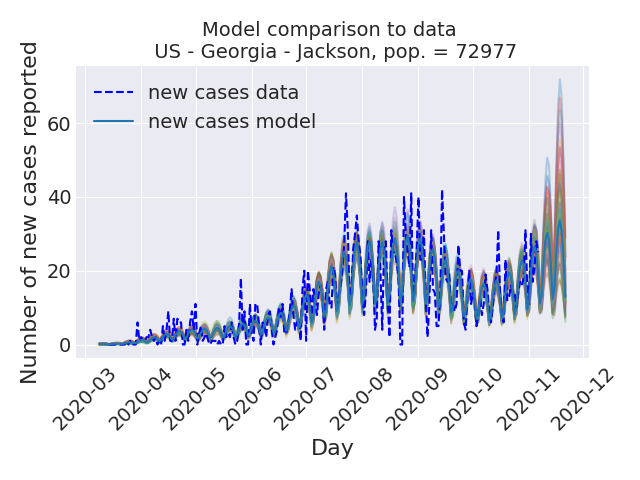 Model comparison to data
US - Georgia - Jackson, pop. = 72977
Number of new cases reported
60
40
20
0
new cases data
new cases model
2020-03
2020-04
2020-05
2020-06
2020-07
2020-08
2020-09
2020-10
2020-11
2020-12
Day